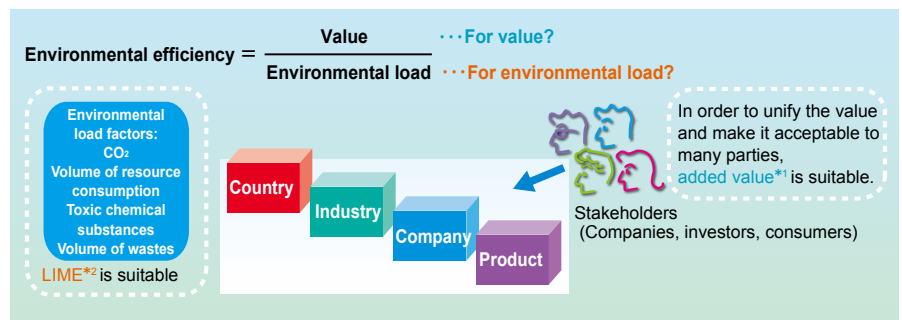 Value ···For value?
Environmental efficiency =
Environmental load ···For environmental load?
Environmental
load factors:
CO₂
Volume of resource
consumption
Toxic chemical
substances
Volume of wastes
LIME*² is suitable
Country
Industry
Company
Product
In order to unify the value
and make it acceptable to
many parties,
added value*¹ is suitable.
Stakeholders
(Companies, investors, consumers)